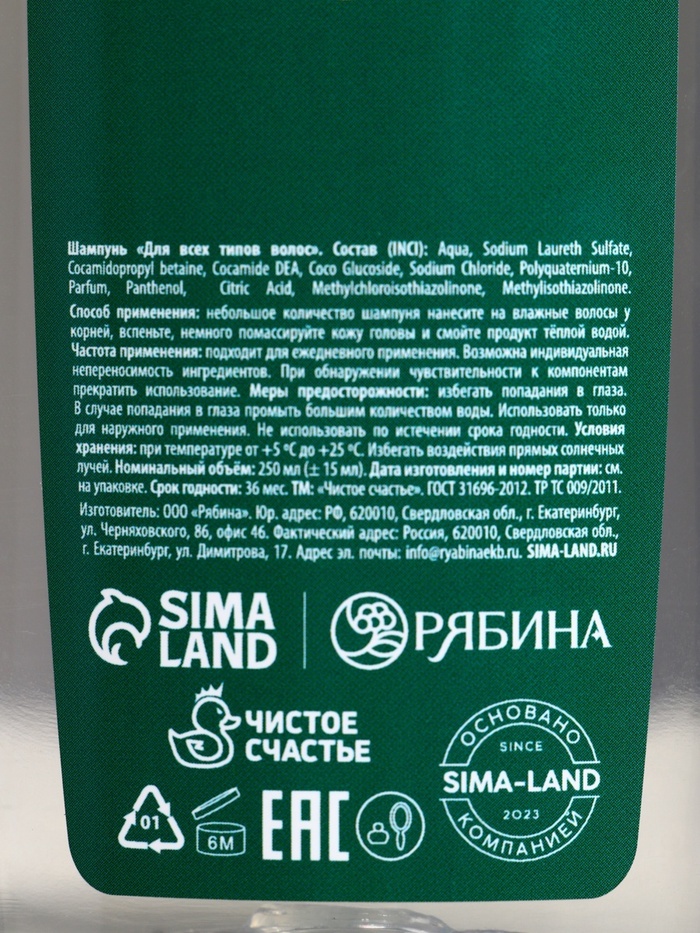 Шампунь «Для всех типов волос». Состав (INCI): Aqua, Sodium Laureth Sulfate,
Cocamidopropyl betaine, Cocamide DEA, Coco Glucoside, Sodium Chloride, Polyquaternium-10,
Parfum, Panthenol, Citric Acid, Methylchloroisothiazolinone, Methylisothiazolinone.
Способ применения: небольшое количество шампуня нанесите на влажные волосы у
корней, вспеньте, немного помассируйте кожу головы и смойте продукт тёплой водой.
Частота применения: подходит для ежедневного применения. Возможна индивидуальная
непереносимость ингредиентов. При обнаружении чувствительности к компонентам
прекратить использование. Меры предосторожности: избегать попадания в глаза.
В случае попадания в глаза промыть большим количеством воды. Использовать только
для наружного применения. Не использовать по истечении срока годности. Условия
хранения: при температуре от +5 °C до +25 °C. Избегать воздействия прямых солнечных
лучей. Номинальный объём: 250 мл (± 15 мл). Дата изготовления и номер партии: см.
на упаковке. Срок годности: 36 мес. ТМ: «Чистое счастье». ГОСТ 31696-2012. ТР ТС 009/2011.
Изготовитель: ООО «Рябина». Юр. адрес: РФ, 620010, Свердловская обл., г. Екатеринбург,
ул. Черняховского, 86, офис 46. Фактический адрес: Россия, 620010, Свердловская обл.,
г. Екатеринбург, ул. Димитрова, 17. Адрес эл. почты: info@ryabinaekb.ru. SIMA-LAND.RU
SIMA
LAND
РЯБИНА
ЧИСТОЕ
СЧАСТЬЕ
ОСНОВАНО
SINCE
SIMA-LAND
2023
КОМПАНИЕЙ
01
6M
EAC